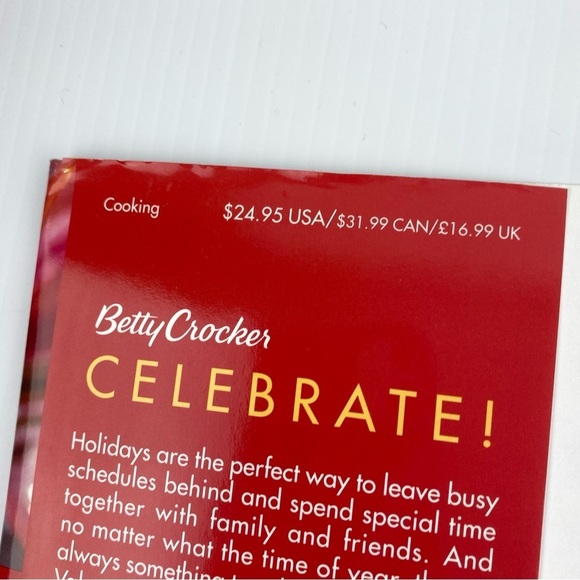 Cooking
$24.95 USA/$31.99 CAN/£16.99 UK
Betty Crocker
CELEBRATE!
Holidays are the perfect way to leave busy
schedules behind and spend special time
together with family and friends. And
no matter what the time of year,
always something